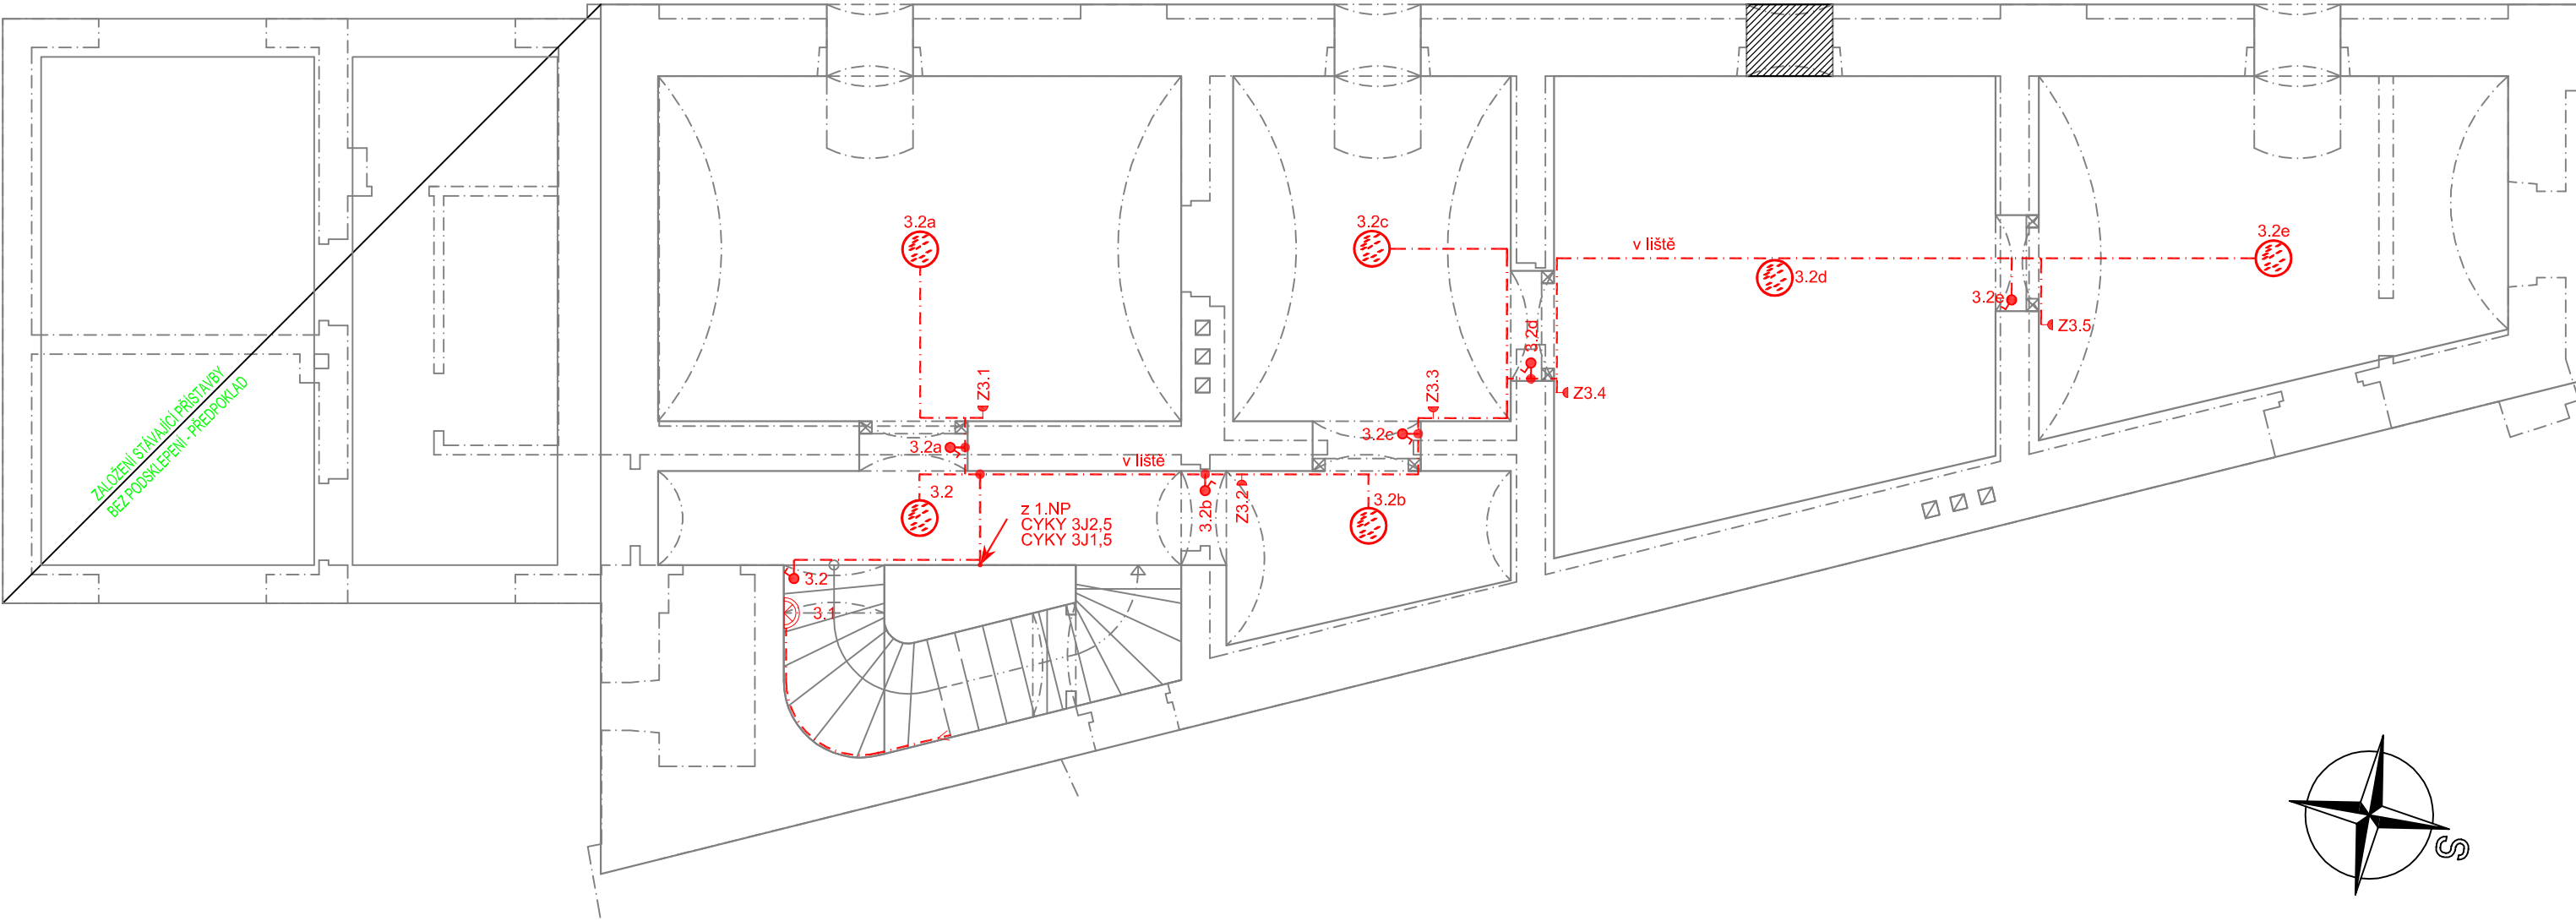 3.2a
3.2c
v liště
3.2e
3.2d
3.2e
Z3.5
3.2d
Z3.1
Z3.3
Z3.4
3.2a
3.2c
v liště
ZALOŽENÍ STÁVAJÍCÍ PŘÍSTAVBY
BEZ PODSKLEPENÍ - PŘEDPOKLAD
3.2
3.2b
Z3.2
3.2b
z 1.NP
CYKY 3J2,5
CYKY 3J1,5
3.2
3.1
S